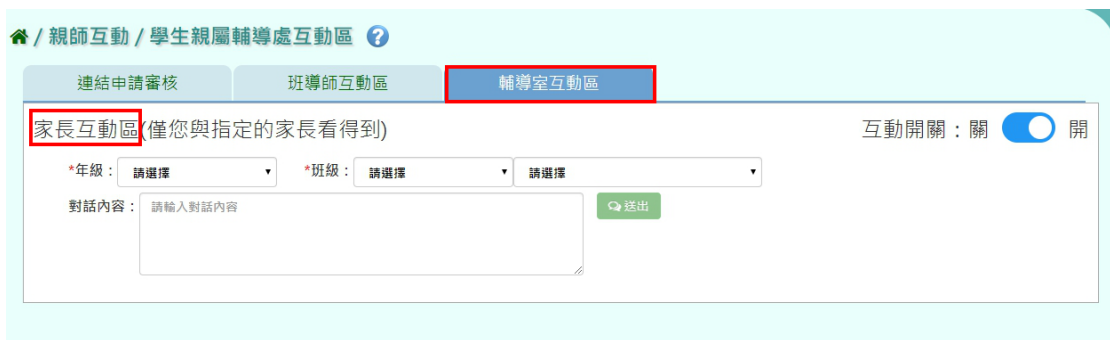 / 親師互動 / 學生親屬輔導處互動區 ?
連結申請審核 班導師互動區 輔導室互動區
家長互動區(僅您與指定的家長看得到) 互動開關：關 開
*年級： 請選擇 *班級： 請選擇 請選擇
對話內容： 請輸入對話內容 送出